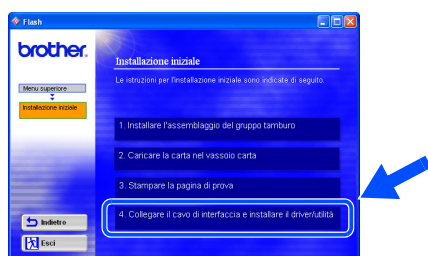 Flash
brother.
Installazione iniziale
Le istruzioni per l'installazione iniziale sono indicate di seguito.
Menu superiore
Installazione iniziale
1. Installare l'assemblaggio del gruppo tamburo
2. Caricare la carta nel vassoio carta
3. Stampare la pagina di prova
4. Collegare il cavo di interfaccia e installare il driver/utilità
Indietro
Esci